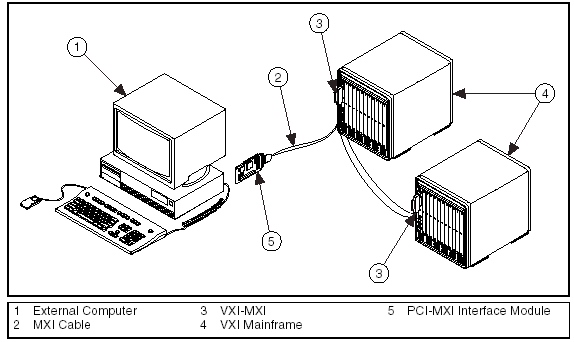 1
3
2
4
5
3
1 External Computer
2 MXI Cable
3 VXI-MXI
4 VXI Mainframe
5 PCI-MXI Interface Module